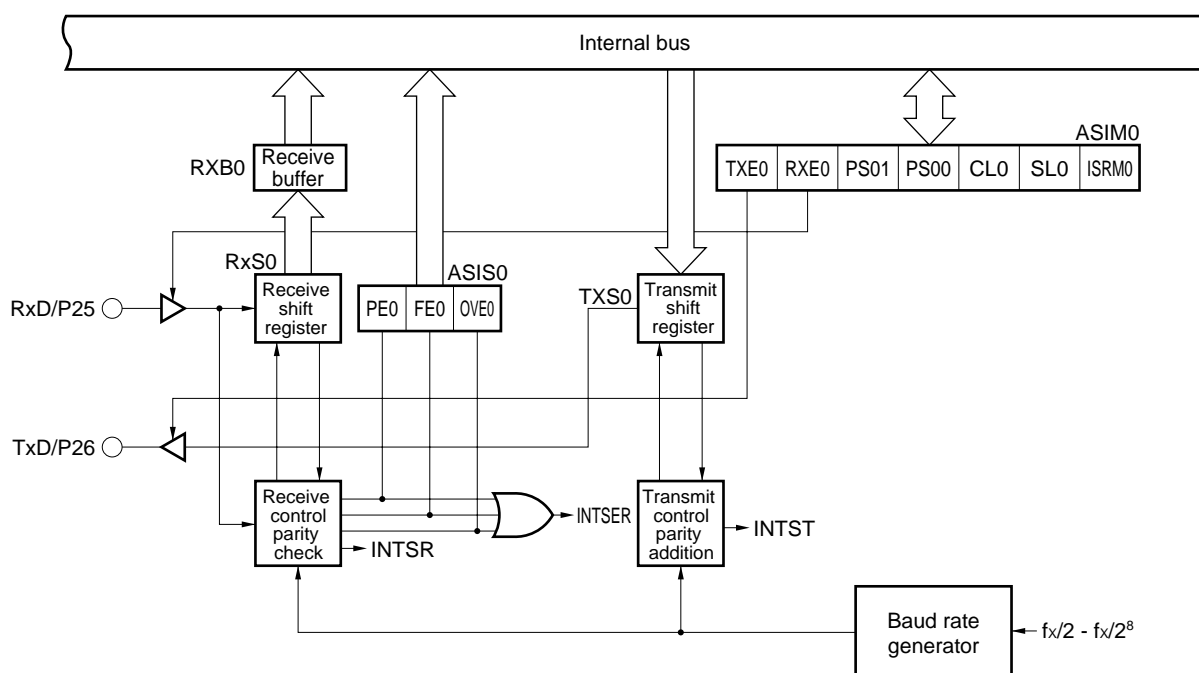 Internal bus
ASIM0
RXB0
Receive
buffer
TXE0 RXE0 PS01 PS00 CL0 SL0 ISRM0
RxS0
ASIS0
Receive
shift
register
PE0 FE0 OVE0
TXS0
Transmit
shift
register
RxD/P25
TxD/P26
Receive
control
parity
check
INTSER
INTSR
Transmit
control
parity
addition
INTST
Baud rate
generator
fx/2 - fx/2⁸